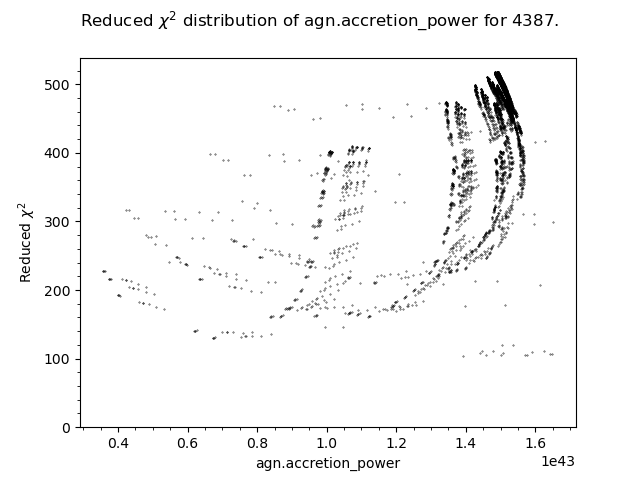 Reduced χ² distribution of agn.accretion_power for 4387.
Reduced χ²
500
400
300
200
100
0
0.4 0.6 0.8 1.0 1.2 1.4 1.6
1e43
agn.accretion_power